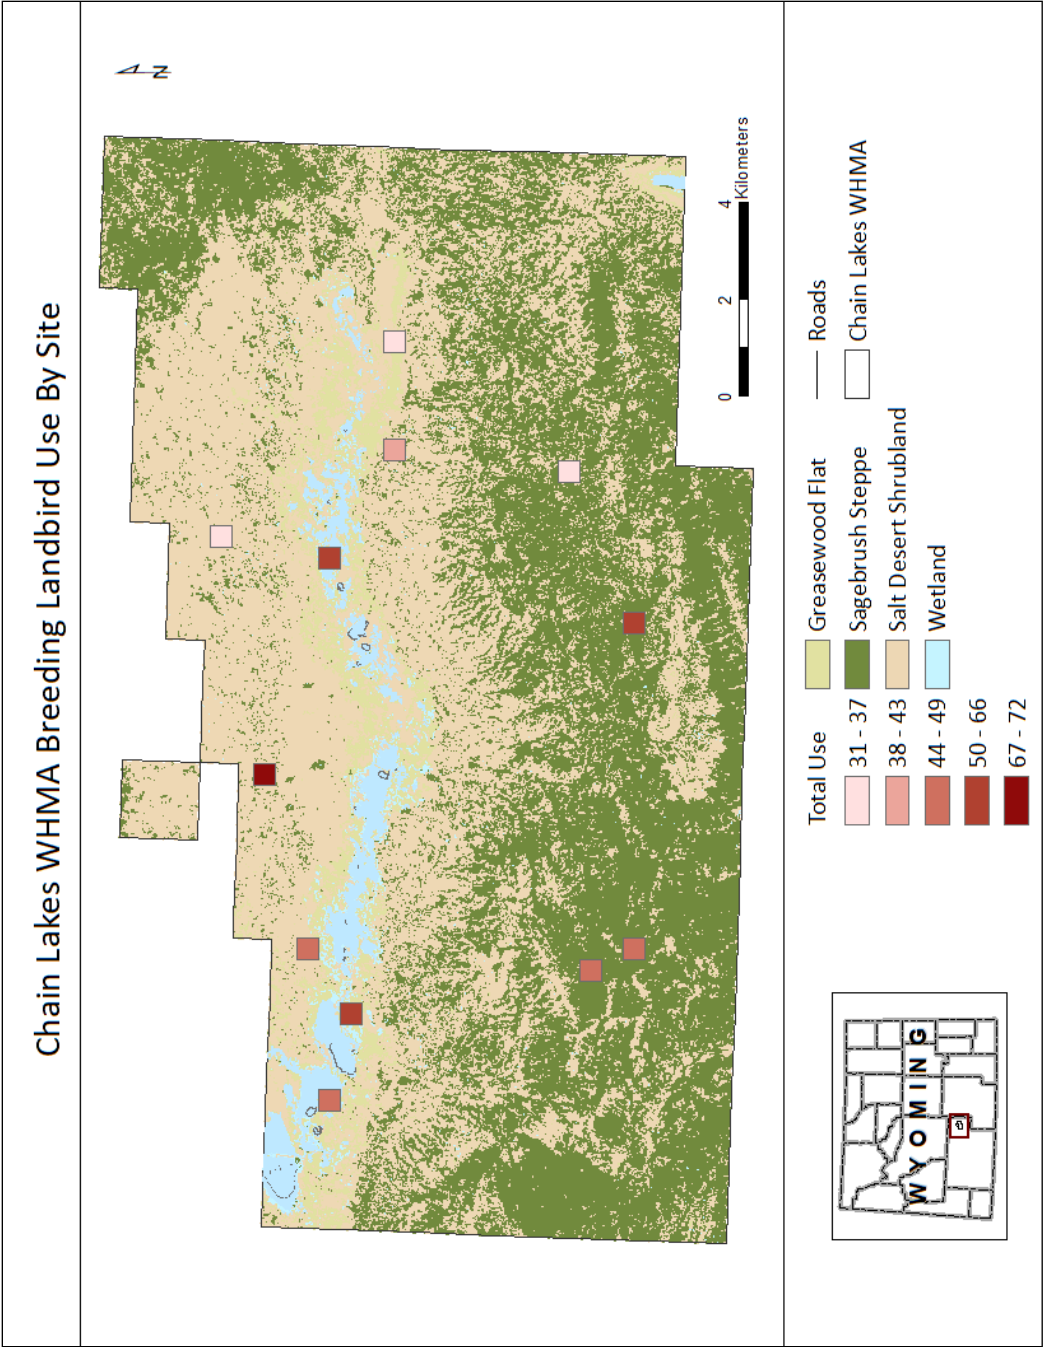 Chain Lakes WHMA Breeding Landbird Use By Site
N
0 2 4
Kilometers
WYOMING
Total Use
31 - 37
38 - 43
44 - 49
50 - 66
67 - 72
Greasewood Flat
Sagebrush Steppe
Salt Desert Shrubland
Wetland
Roads
Chain Lakes WHMA